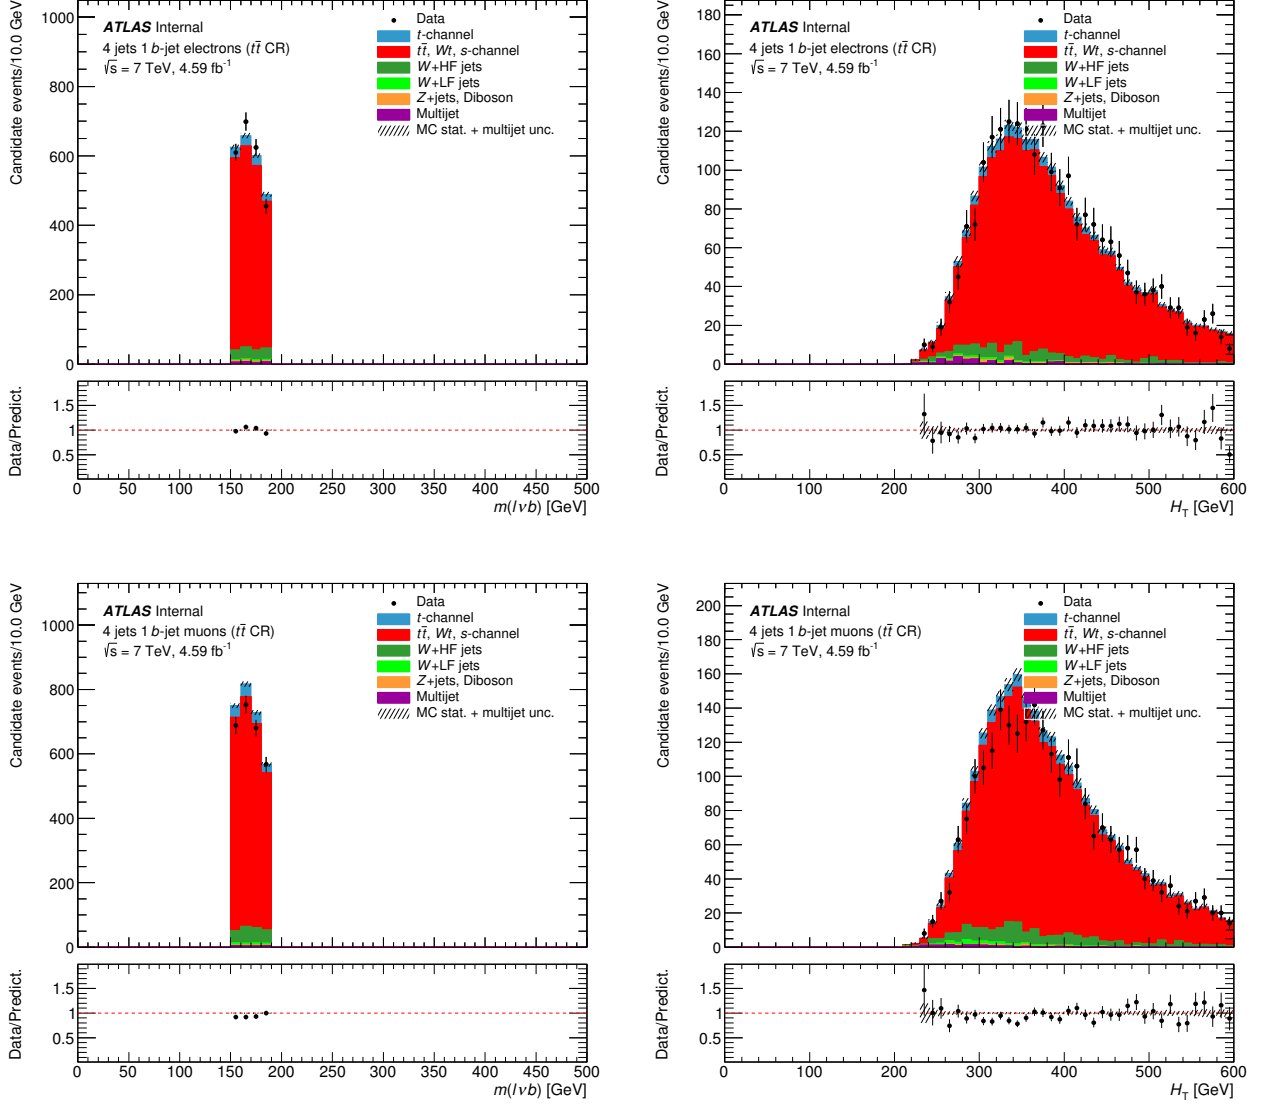 Candidate events/10.0 GeV
1000
800
600
400
200
0
ATLAS Internal
4 jets 1 b-jet electrons (tt̄ CR)
√s = 7 TeV, 4.59 fb⁻¹
Data
t-channel
tt̄, Wt, s-channel
W+HF jets
W+LF jets
Z+jets, Diboson
Multijet
MC stat. + multijet unc.
Data/Predict.
1.5
1
0.5
0 50 100 150 200 250 300 350 400 450 500
m(lνb) [GeV]
Candidate events/10.0 GeV
180
160
140
120
100
80
60
40
20
0
ATLAS Internal
4 jets 1 b-jet electrons (tt̄ CR)
√s = 7 TeV, 4.59 fb⁻¹
Data
t-channel
tt̄, Wt, s-channel
W+HF jets
W+LF jets
Z+jets, Diboson
Multijet
MC stat. + multijet unc.
Data/Predict.
1.5
1
0.5
0 100 200 300 400 500 600
H_T [GeV]
Candidate events/10.0 GeV
1000
800
600
400
200
0
ATLAS Internal
4 jets 1 b-jet muons (tt̄ CR)
√s = 7 TeV, 4.59 fb⁻¹
Data
t-channel
tt̄, Wt, s-channel
W+HF jets
W+LF jets
Z+jets, Diboson
Multijet
MC stat. + multijet unc.
Data/Predict.
1.5
1
0.5
0 50 100 150 200 250 300 350 400 450 500
m(lνb) [GeV]
Candidate events/10.0 GeV
200
180
160
140
120
100
80
60
40
20
0
ATLAS Internal
4 jets 1 b-jet muons (tt̄ CR)
√s = 7 TeV, 4.59 fb⁻¹
Data
t-channel
tt̄, Wt, s-channel
W+HF jets
W+LF jets
Z+jets, Diboson
Multijet
MC stat. + multijet unc.
Data/Predict.
1.5
1
0.5
0 100 200 300 400 500 600
H_T [GeV]